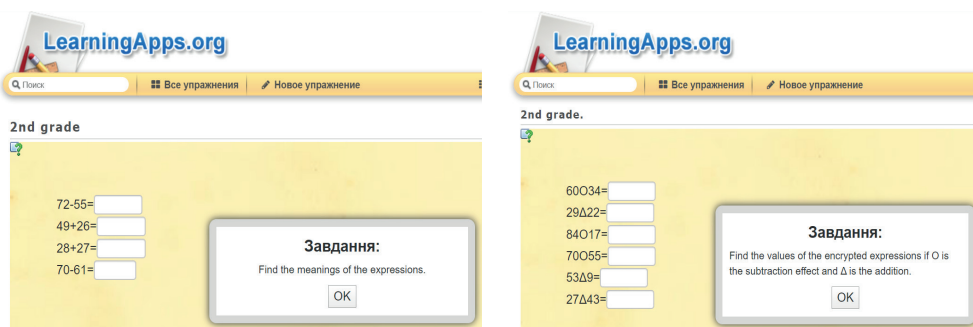 LearningApps.org
Поиск
Все упражнения
Новое упражнение
2nd grade
72-55=
49+26=
28+27=
70-61=
Завдання:
Find the meanings of the expressions.
OK
LearningApps.org
Поиск
Все упражнения
Новое упражнение
2nd grade.
60O34=
29Δ22=
84O17=
70O55=
53Δ9=
27Δ43=
Завдання:
Find the values of the encrypted expressions if O is
the subtraction effect and Δ is the addition.
OK